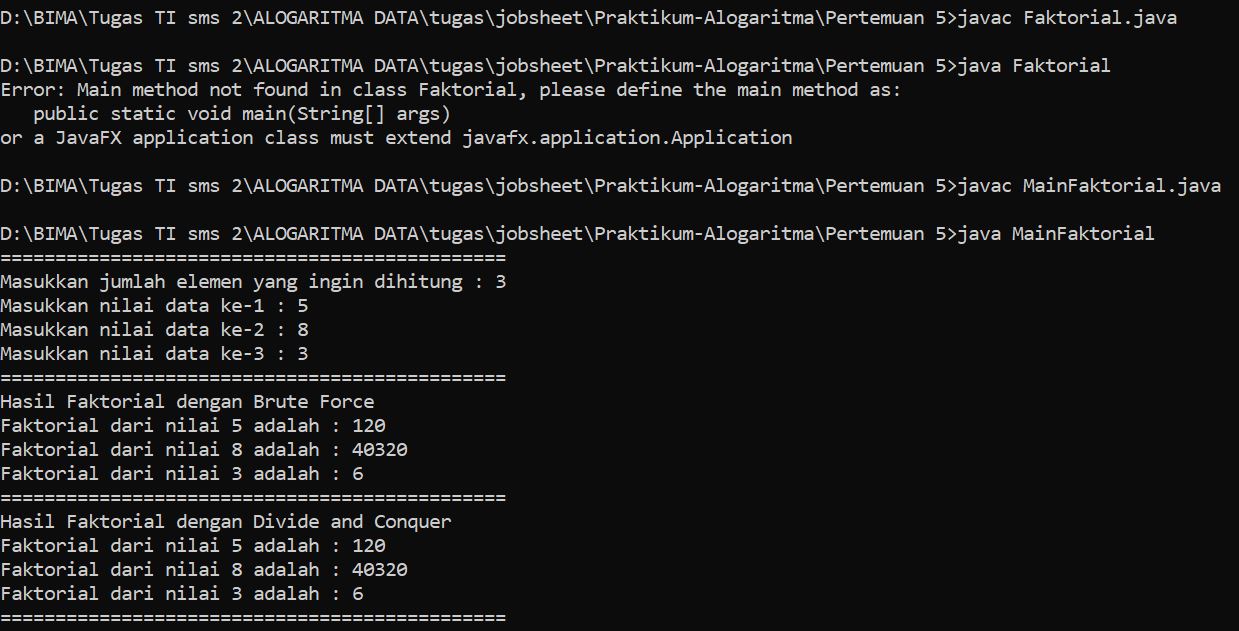 D:\BIMA\Tugas TI sms 2\ALOGARITMA DATA\tugas\jobsheet\Praktikum-Alogaritma\Pertemuan 5>javac Faktorial.java
D:\BIMA\Tugas TI sms 2\ALOGARITMA DATA\tugas\jobsheet\Praktikum-Alogaritma\Pertemuan 5>java Faktorial
Error: Main method not found in class Faktorial, please define the main method as:
   public static void main(String[] args)
or a JavaFX application class must extend javafx.application.Application
D:\BIMA\Tugas TI sms 2\ALOGARITMA DATA\tugas\jobsheet\Praktikum-Alogaritma\Pertemuan 5>javac MainFaktorial.java
D:\BIMA\Tugas TI sms 2\ALOGARITMA DATA\tugas\jobsheet\Praktikum-Alogaritma\Pertemuan 5>java MainFaktorial
==============================================
Masukkan jumlah elemen yang ingin dihitung : 3
Masukkan nilai data ke-1 : 5
Masukkan nilai data ke-2 : 8
Masukkan nilai data ke-3 : 3
==============================================
Hasil Faktorial dengan Brute Force
Faktorial dari nilai 5 adalah : 120
Faktorial dari nilai 8 adalah : 40320
Faktorial dari nilai 3 adalah : 6
==============================================
Hasil Faktorial dengan Divide and Conquer
Faktorial dari nilai 5 adalah : 120
Faktorial dari nilai 8 adalah : 40320
Faktorial dari nilai 3 adalah : 6
==============================================